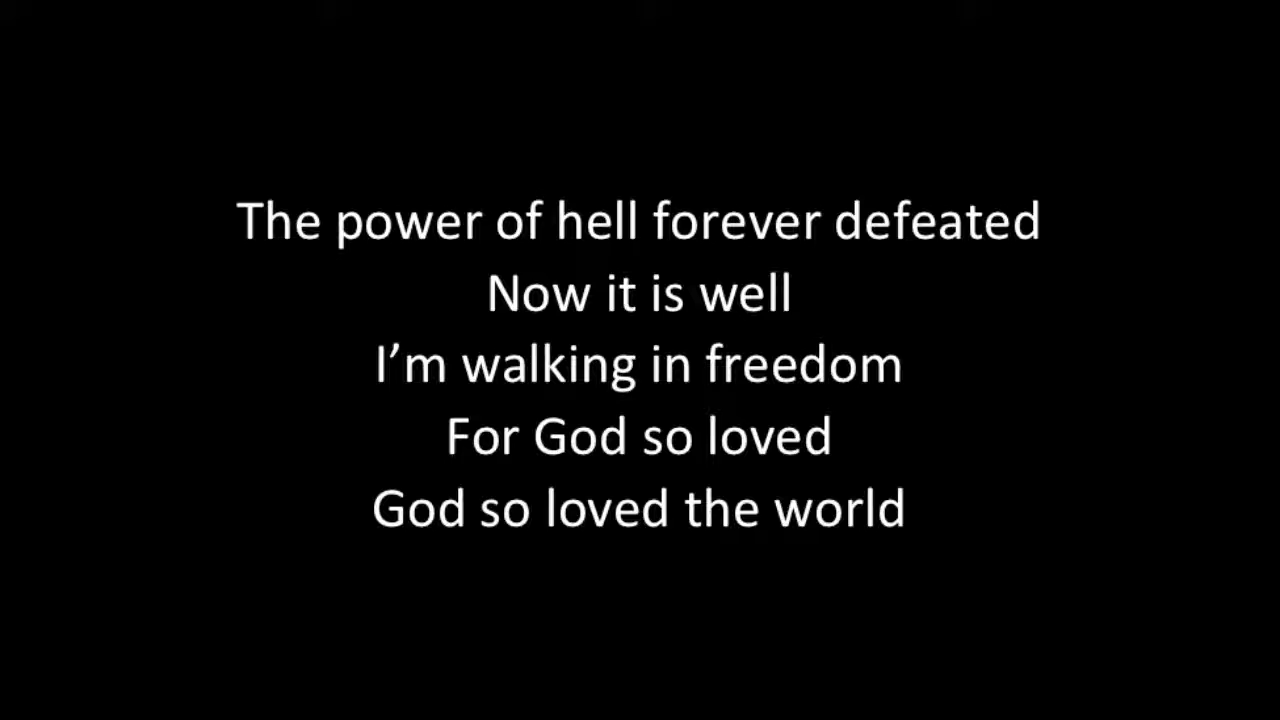 The power of hell forever defeated
Now it is well
I’m walking in freedom
For God so loved
God so loved the world